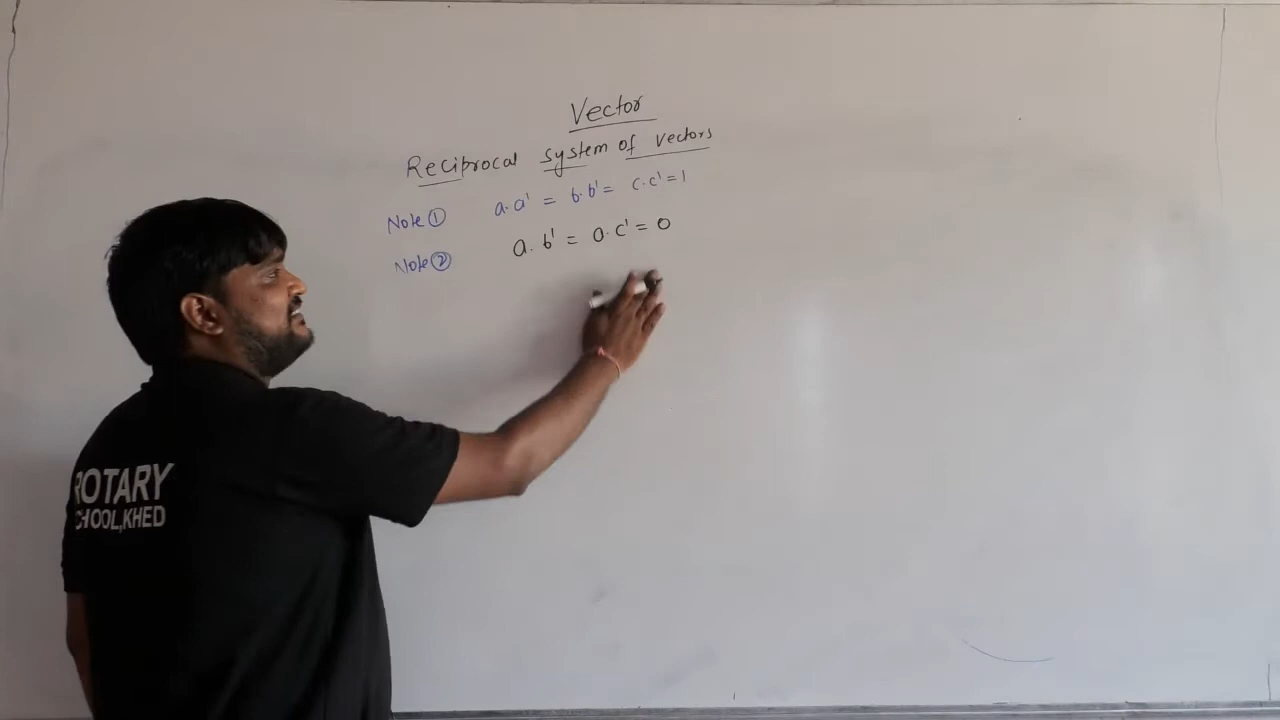 Vector
Reciprocal system of vectors
Note ① a.a' = b.b' = c.c' = 1
Note ② a.b' = a.c' = 0
ROTARY
CHOOL,KHED